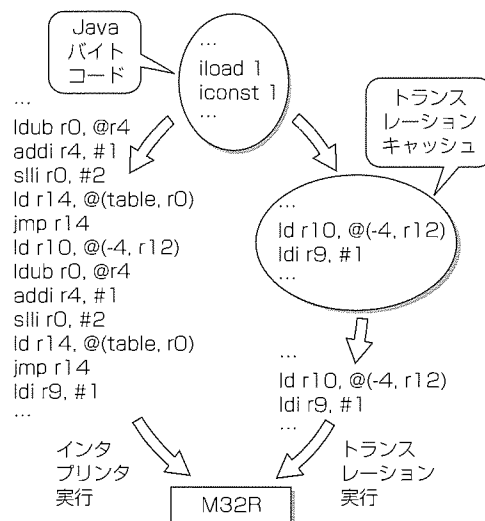 Java
バイト
コード
…
iload 1
iconst 1
…
トランス
レーション
キャッシュ
…
ldub r0, @r4
addi r4, #1
slli r0, #2
ld r14, @(table, r0)
jmp r14
ld r10, @(-4, r12)
ldub r0, @r4
addi r4, #1
slli r0, #2
ld r14, @(table, r0)
jmp r14
ldi r9, #1
…
…
ld r10, @(-4, r12)
ldi r9, #1
…
…
ld r10, @(-4, r12)
ldi r9, #1
…
インタ
プリンタ
実行
トランス
レーション
実行
M32R